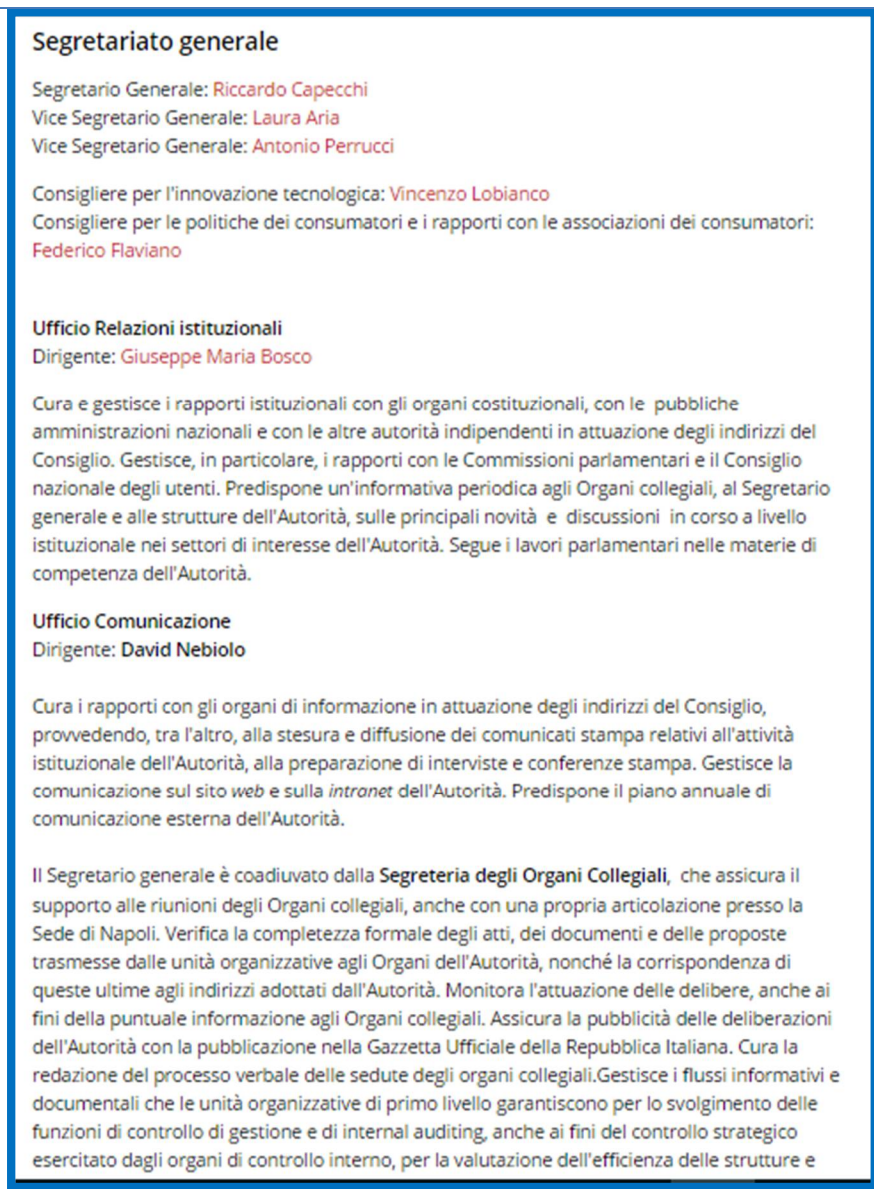 Segretariato generale
Segretario Generale: Riccardo Capecchi
Vice Segretario Generale: Laura Aria
Vice Segretario Generale: Antonio Perrucci
Consigliere per l'innovazione tecnologica: Vincenzo Lobianco
Consigliere per le politiche dei consumatori e i rapporti con le associazioni dei consumatori:
Federico Flaviano
Ufficio Relazioni istituzionali
Dirigente: Giuseppe Maria Bosco
Cura e gestisce i rapporti istituzionali con gli organi costituzionali, con le  pubbliche
amministrazioni nazionali e con le altre autorità indipendenti in attuazione degli indirizzi del
Consiglio. Gestisce, in particolare, i rapporti con le Commissioni parlamentari e il Consiglio
nazionale degli utenti. Predispone un'informativa periodica agli Organi collegiali, al Segretario
generale e alle strutture dell'Autorità, sulle principali novità  e  discussioni  in corso a livello
istituzionale nei settori di interesse dell'Autorità. Segue i lavori parlamentari nelle materie di
competenza dell'Autorità.
Ufficio Comunicazione
Dirigente: David Nebiolo
Cura i rapporti con gli organi di informazione in attuazione degli indirizzi del Consiglio,
provvedendo, tra l'altro, alla stesura e diffusione dei comunicati stampa relativi all'attività
istituzionale dell'Autorità, alla preparazione di interviste e conferenze stampa. Gestisce la
comunicazione sul sito web e sulla intranet dell'Autorità. Predispone il piano annuale di
comunicazione esterna dell'Autorità.
Il Segretario generale è coadiuvato dalla Segreteria degli Organi Collegiali,  che assicura il
supporto alle riunioni degli Organi collegiali, anche con una propria articolazione presso la
Sede di Napoli. Verifica la completezza formale degli atti, dei documenti e delle proposte
trasmesse dalle unità organizzative agli Organi dell'Autorità, nonché la corrispondenza di
queste ultime agli indirizzi adottati dall'Autorità. Monitora l'attuazione delle delibere, anche ai
fini della puntuale informazione agli Organi collegiali. Assicura la pubblicità delle deliberazioni
dell'Autorità con la pubblicazione nella Gazzetta Ufficiale della Repubblica Italiana. Cura la
redazione del processo verbale delle sedute degli organi collegiali.Gestisce i flussi informativi e
documentali che le unità organizzative di primo livello garantiscono per lo svolgimento delle
funzioni di controllo di gestione e di internal auditing, anche ai fini del controllo strategico
esercitato dagli organi di controllo interno, per la valutazione dell'efficienza delle strutture e